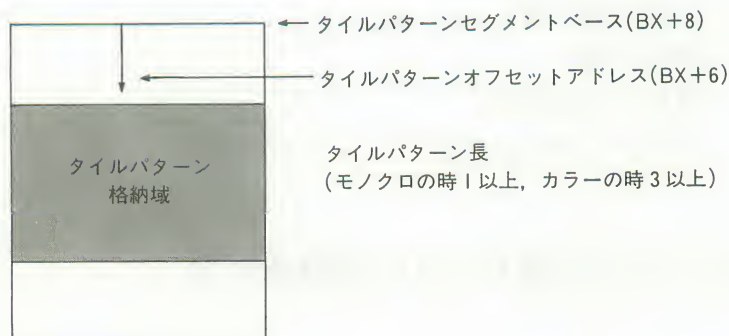 タイルパターンセグメントベース(BX+8)
タイルパターンオフセットアドレス(BX+6)
タイルパターン
格納域
タイルパターン長
(モノクロの時1以上,カラーの時3以上)